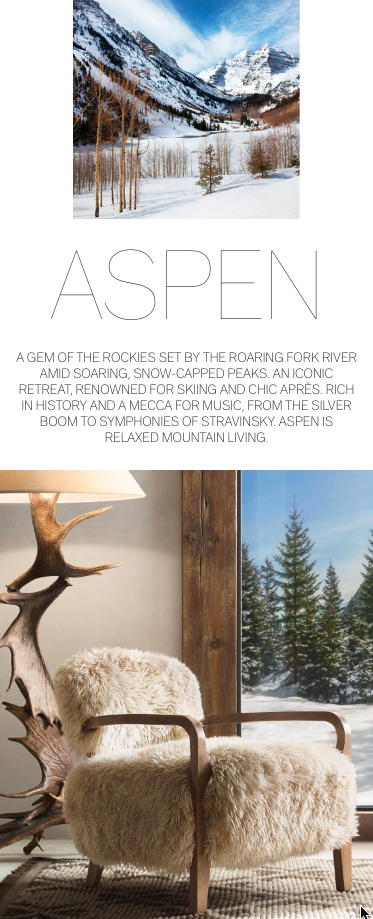 ASPEN
A GEM OF THE ROCKIES SET BY THE ROARING FORK RIVER
AMID SOARING, SNOW-CAPPED PEAKS. AN ICONIC
RETREAT, RENOWNED FOR SKIING AND CHIC APRÈS. RICH
IN HISTORY AND A MECCA FOR MUSIC, FROM THE SILVER
BOOM TO SYMPHONIES OF STRAVINSKY. ASPEN IS
RELAXED MOUNTAIN LIVING.